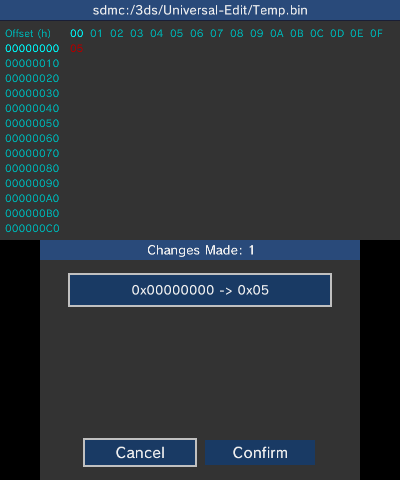 sdmc:/3ds/Universal-Edit/Temp.bin
Offset (h) 00 01 02 03 04 05 06 07 08 09 0A 0B 0C 0D 0E 0F
00000000
00000010
00000020
00000030
00000040
00000050
00000060
00000070
00000080
00000090
000000A0
000000B0
000000C0
Changes Made: 1
0x00000000 -> 0x05
Cancel Confirm